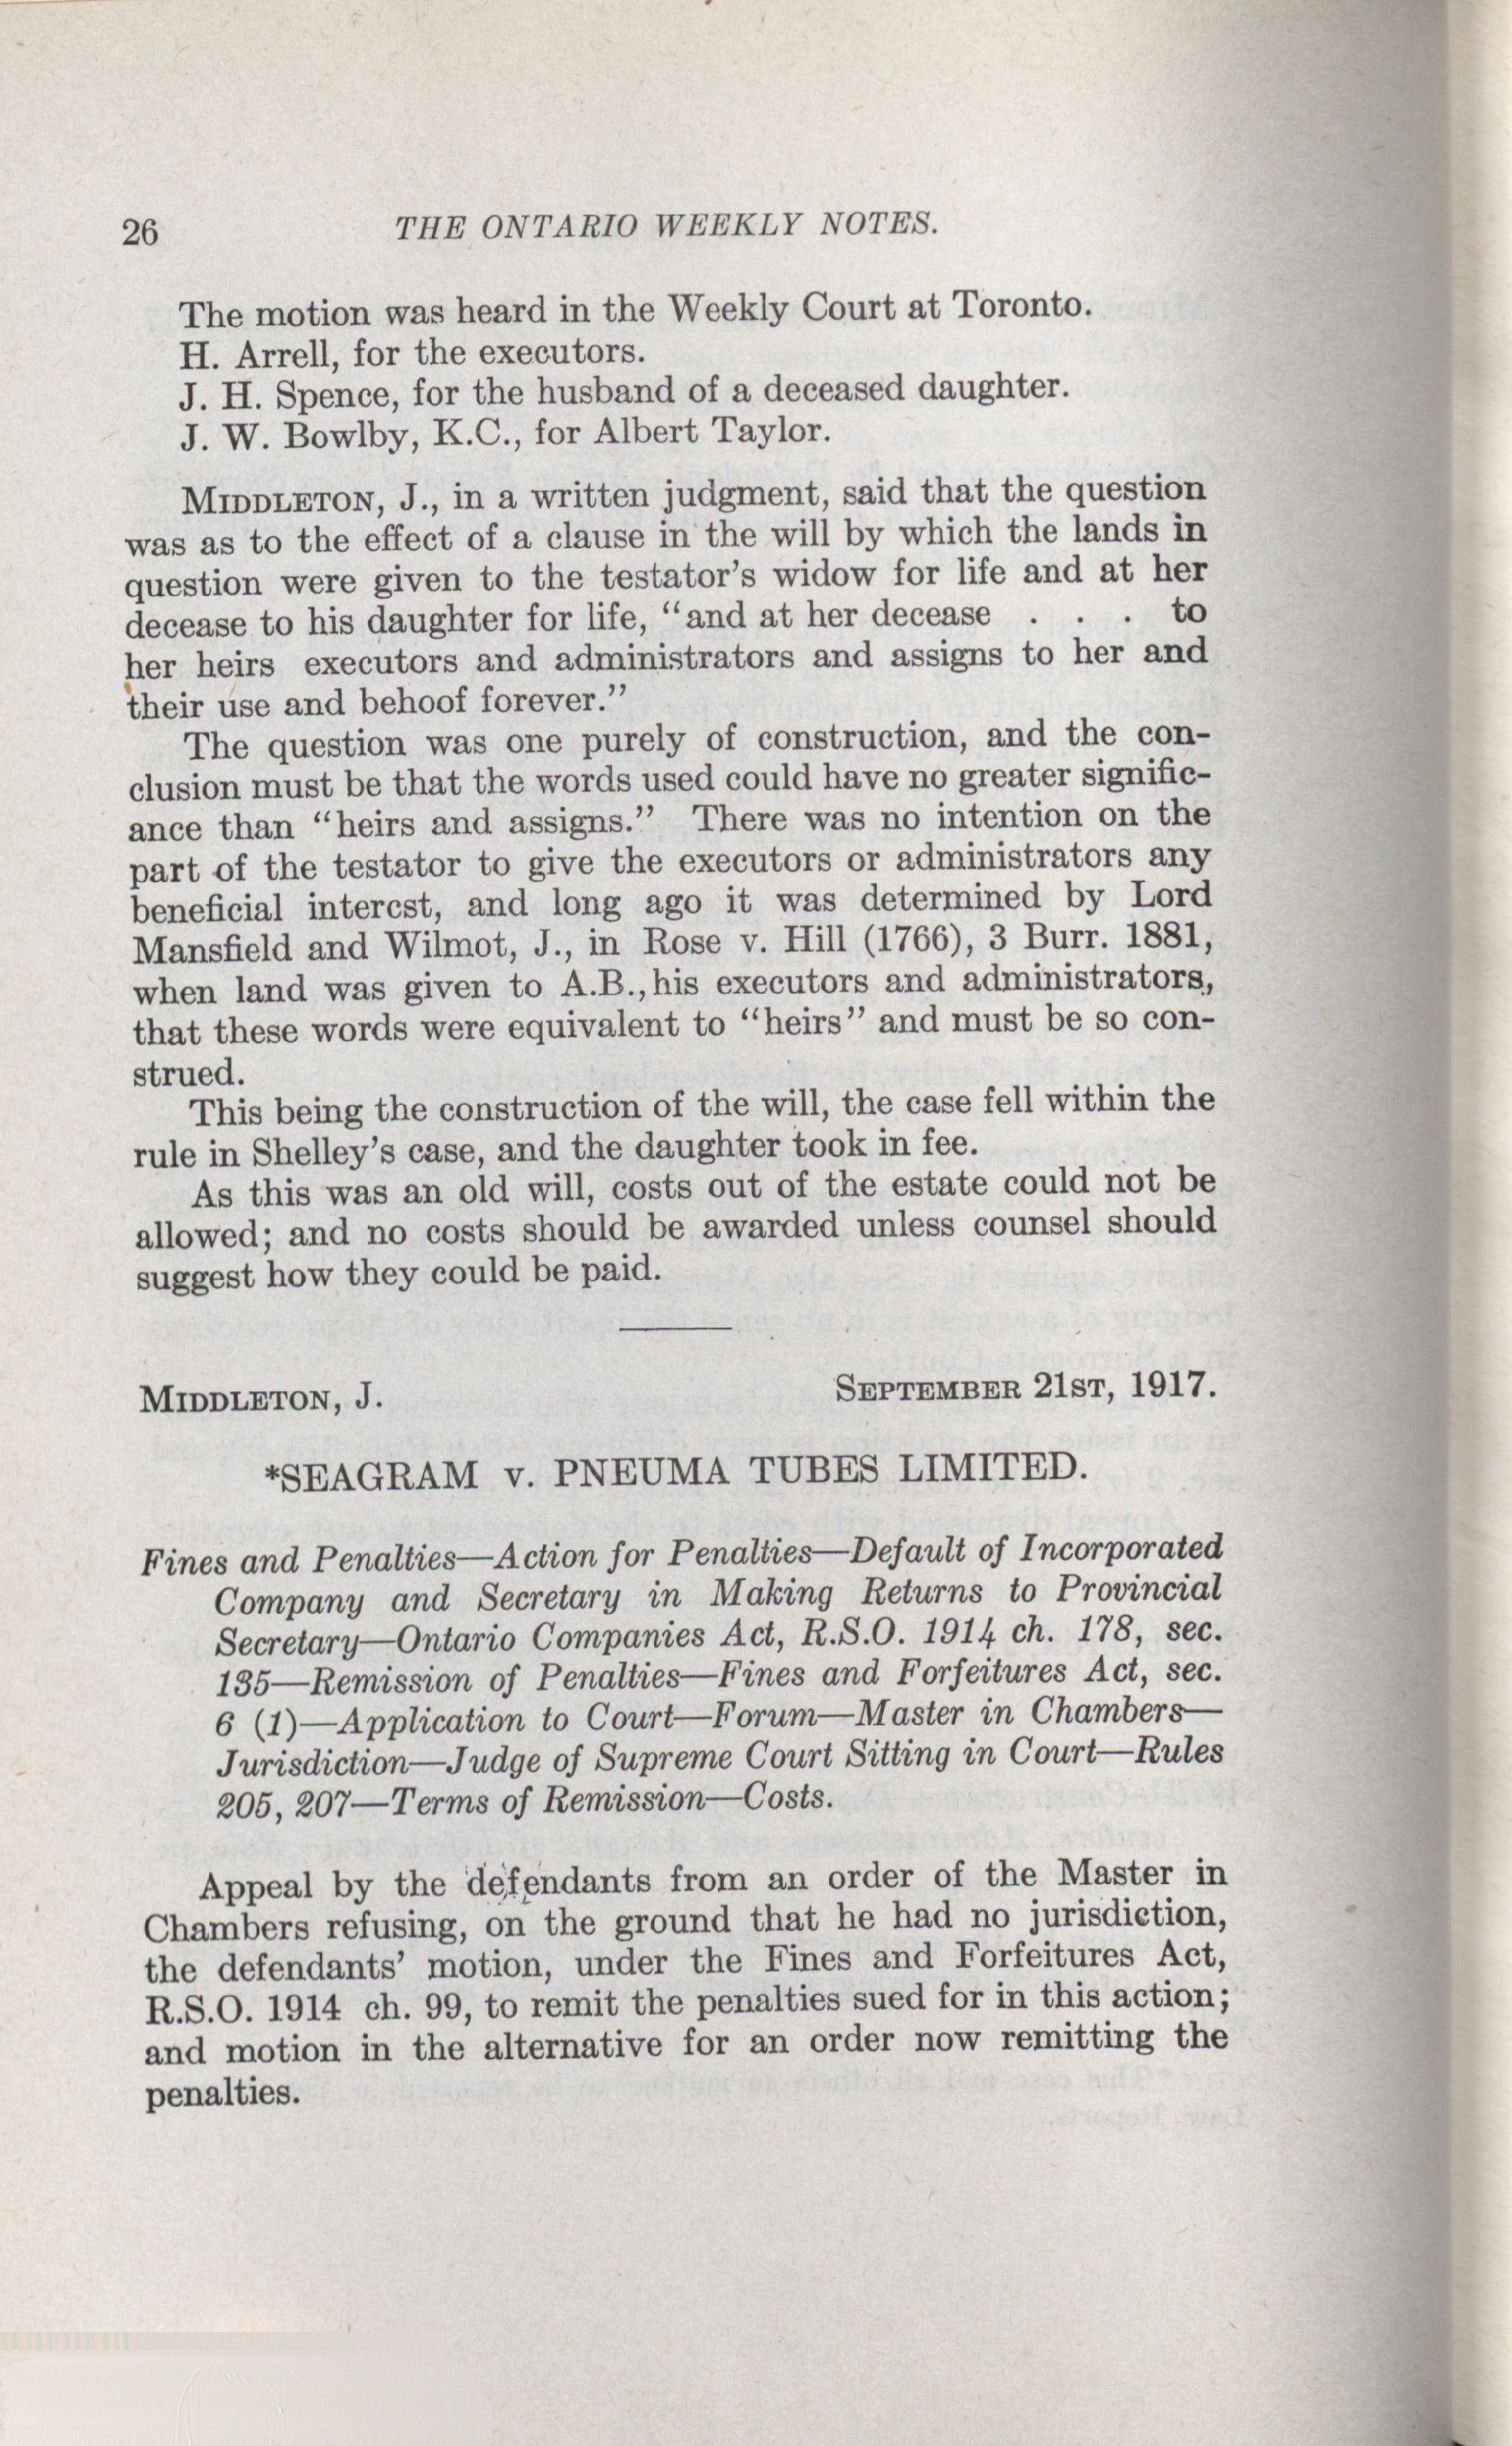 26 THE ONTARIO WEEKLY NOTES.
The motion was heard in the Weekly Court at Toronto.
H. Arrell, for the executors.
J. H. Spence, for the husband of a deceased daughter.
J. W. Bowlby, K.C., for Albert Taylor.
MIDDLETON, J., in a written judgment, said that the question
was as to the effect of a clause in the will by which the lands in
question were given to the testator's widow for life and at her
decease to his daughter for life, "and at her decease . . . to
her heirs executors and administrators and assigns to her and
their use and behoof forever."
The question was one purely of construction, and the con-
clusion must be that the words used could have no greater signific-
ance than "heirs and assigns." There was no intention on the
part of the testator to give the executors or administrators any
beneficial intercst, and long ago it was determined by Lord
Mansfield and Wilmot, J., in Rose v. Hill (1766), 3 Burr. 1881,
when land was given to A.B., his executors and administrators,
that these words were equivalent to "heirs" and must be so con-
strued.
This being the construction of the will, the case fell within the
rule in Shelley's case, and the daughter took in fee.
As this was an old will, costs out of the estate could not be
allowed; and no costs should be awarded unless counsel should
suggest how they could be paid.
MIDDLETON, J. SEPTEMBER 21ST, 1917.
*SEAGRAM v. PNEUMA TUBES LIMITED.
Fines and Penalties—Action for Penalties—Default of Incorporated
Company and Secretary in Making Returns to Provincial
Secretary—Ontario Companies Act, R.S.O. 1914 ch. 178, sec.
135—Remission of Penalties—Fines and Forfeitures Act, sec.
6 (1)—Application to Court—Forum—Master in Chambers—
Jurisdiction—Judge of Supreme Court Sitting in Court—Rules
205, 207—Terms of Remission—Costs.
Appeal by the defendants from an order of the Master in
Chambers refusing, on the ground that he had no jurisdiction,
the defendants' motion, under the Fines and Forfeitures Act,
R.S.O. 1914 ch. 99, to remit the penalties sued for in this action;
and motion in the alternative for an order now remitting the
penalties.